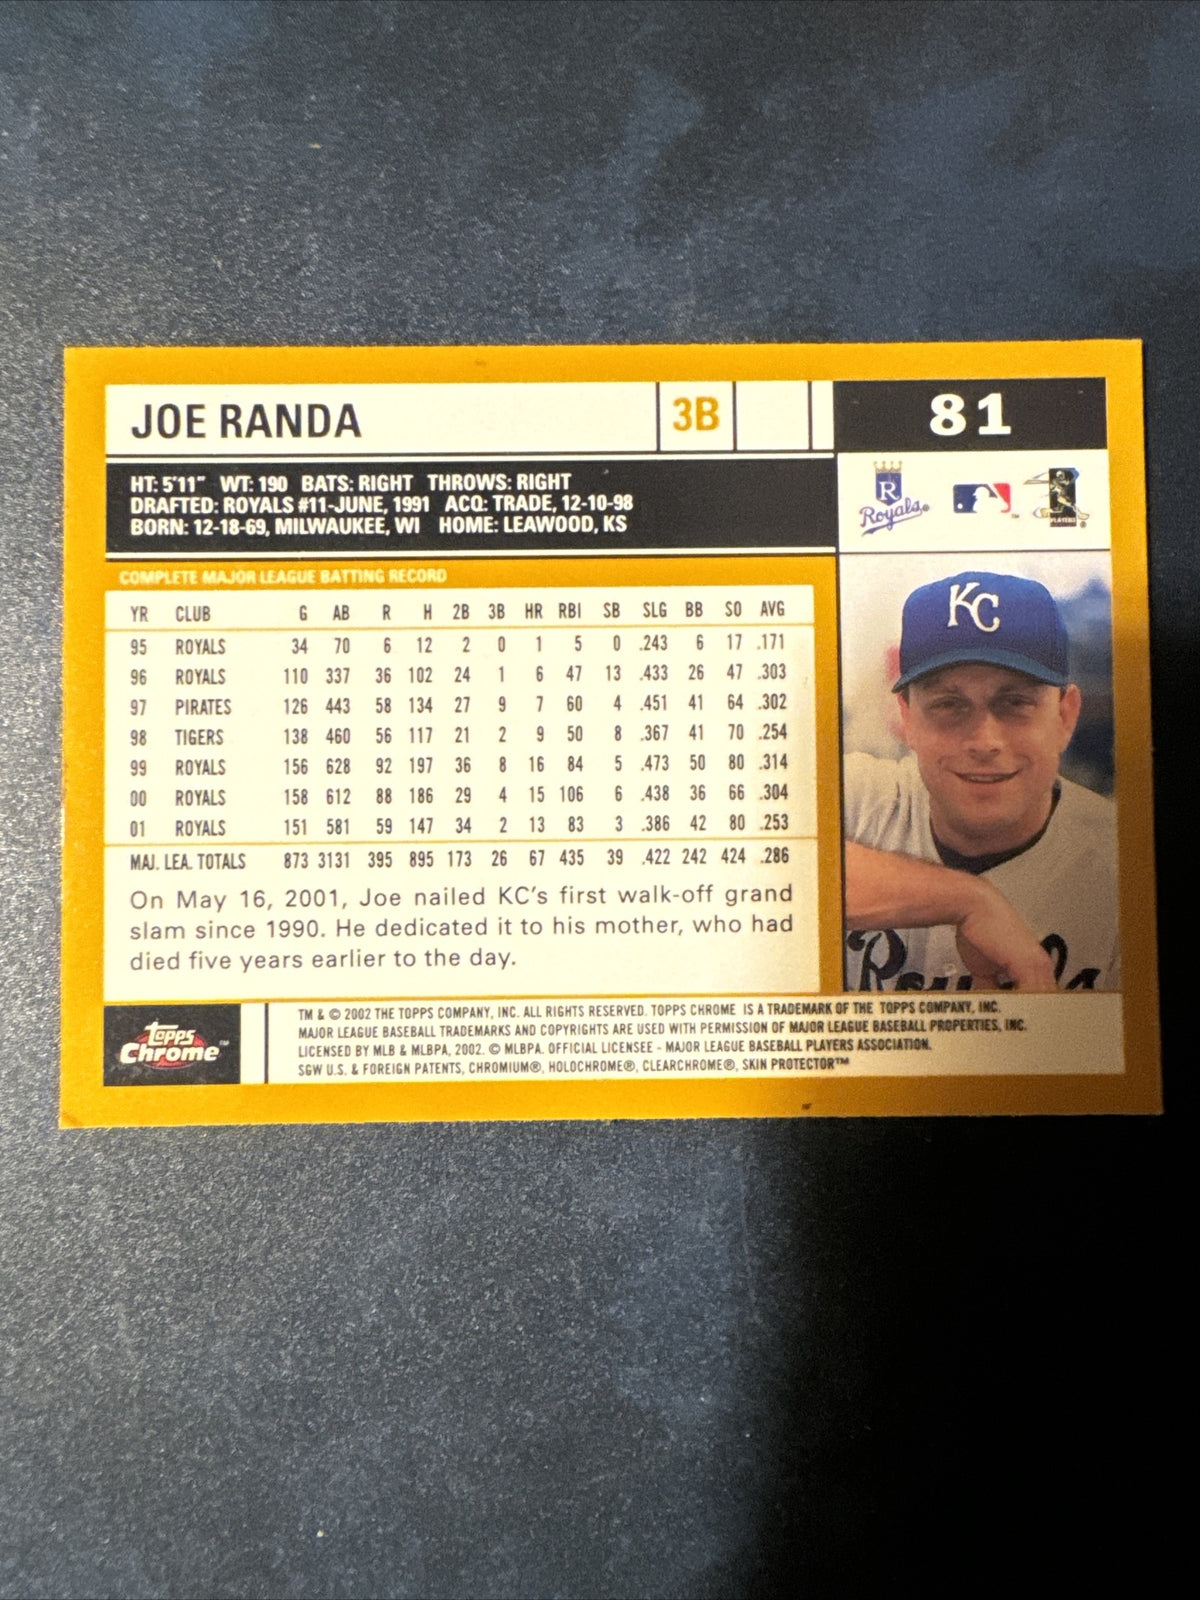 JOE RANDA 3B 81
HT: 5'11" WT: 190 BATS: RIGHT THROWS: RIGHT
DRAFTED: ROYALS #11-JUNE, 1991 ACQ: TRADE, 12-10-98
BORN: 12-18-69, MILWAUKEE, WI HOME: LEAWOOD, KS
R
Royals®
PLAYERS
COMPLETE MAJOR LEAGUE BATTING RECORD
YR CLUB G AB R H 2B 3B HR RBI SB SLG BB SO AVG
95 ROYALS 34 70 6 12 2 0 1 5 0 .243 6 17 .171
96 ROYALS 110 337 36 102 24 1 6 47 13 .433 26 47 .303
97 PIRATES 126 443 58 134 27 9 7 60 4 .451 41 64 .302
98 TIGERS 138 460 56 117 21 2 9 50 8 .367 41 70 .254
99 ROYALS 156 628 92 197 36 8 16 84 5 .473 50 80 .314
00 ROYALS 158 612 88 186 29 4 15 106 6 .438 36 66 .304
01 ROYALS 151 581 59 147 34 2 13 83 3 .386 42 80 .253
MAJ. LEA. TOTALS 873 3131 395 895 173 26 67 435 39 .422 242 424 .286
On May 16, 2001, Joe nailed KC's first walk-off grand
slam since 1990. He dedicated it to his mother, who had
died five years earlier to the day.
KC
Topps
Chrome™
TM & © 2002 THE TOPPS COMPANY, INC. ALL RIGHTS RESERVED. TOPPS CHROME IS A TRADEMARK OF THE TOPPS COMPANY, INC.
MAJOR LEAGUE BASEBALL TRADEMARKS AND COPYRIGHTS ARE USED WITH PERMISSION OF MAJOR LEAGUE BASEBALL PROPERTIES, INC.
LICENSED BY MLB & MLBPA, 2002. © MLBPA. OFFICIAL LICENSEE - MAJOR LEAGUE BASEBALL PLAYERS ASSOCIATION.
SGW U.S. & FOREIGN PATENTS, CHROMIUM®, HOLOCHROME®, CLEARCHROME®, SKIN PROTECTOR™